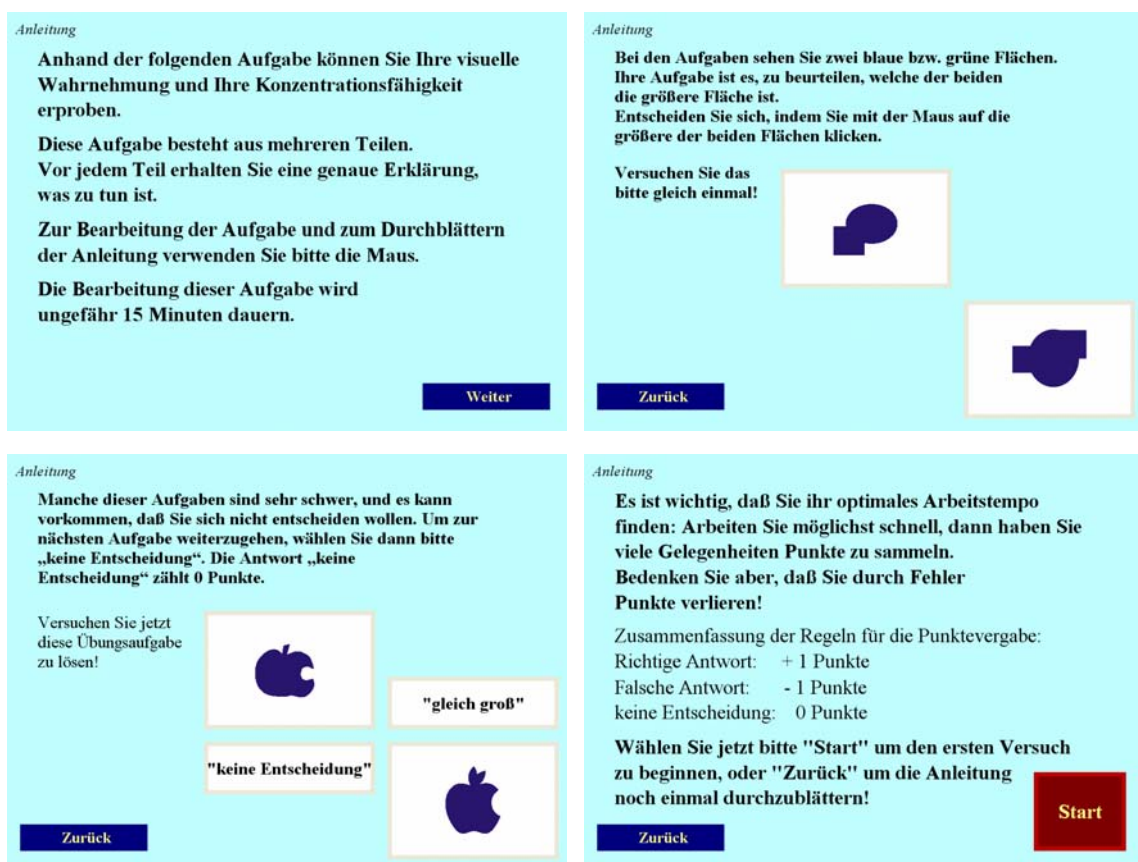 Anleitung
Anhand der folgenden Aufgabe können Sie Ihre visuelle
Wahrnehmung und Ihre Konzentrationsfähigkeit
erproben.
Diese Aufgabe besteht aus mehreren Teilen.
Vor jedem Teil erhalten Sie eine genaue Erklärung,
was zu tun ist.
Zur Bearbeitung der Aufgabe und zum Durchblättern
der Anleitung verwenden Sie bitte die Maus.
Die Bearbeitung dieser Aufgabe wird
ungefähr 15 Minuten dauern.
Weiter
Anleitung
Bei den Aufgaben sehen Sie zwei blaue bzw. grüne Flächen.
Ihre Aufgabe ist es, zu beurteilen, welche der beiden
die größere Fläche ist.
Entscheiden Sie sich, indem Sie mit der Maus auf die
größere der beiden Flächen klicken.
Versuchen Sie das
bitte gleich einmal!
Zurück
Anleitung
Manche dieser Aufgaben sind sehr schwer, und es kann
vorkommen, daß Sie sich nicht entscheiden wollen. Um zur
nächsten Aufgabe weiterzugehen, wählen Sie dann bitte
„keine Entscheidung“. Die Antwort „keine
Entscheidung“ zählt 0 Punkte.
Versuchen Sie jetzt
diese Übungsaufgabe
zu lösen!
"gleich groß"
"keine Entscheidung"
Zurück
Anleitung
Es ist wichtig, daß Sie ihr optimales Arbeitstempo
finden: Arbeiten Sie möglichst schnell, dann haben Sie
viele Gelegenheiten Punkte zu sammeln.
Bedenken Sie aber, daß Sie durch Fehler
Punkte verlieren!
Zusammenfassung der Regeln für die Punktevergabe:
Richtige Antwort: + 1 Punkte
Falsche Antwort: - 1 Punkte
keine Entscheidung: 0 Punkte
Wählen Sie jetzt bitte "Start" um den ersten Versuch
zu beginnen, oder "Zurück" um die Anleitung
noch einmal durchzublättern!
Start
Zurück